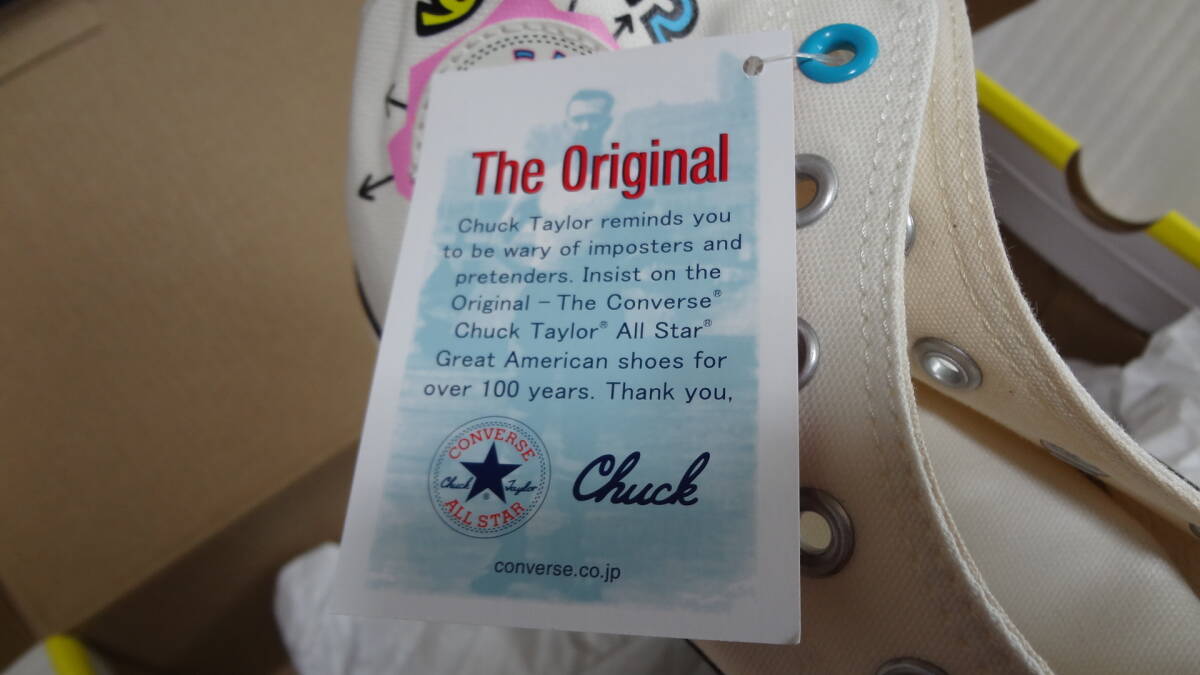 The Original
Chuck Taylor reminds you
to be wary of imposters and
pretenders. Insist on the
Original – The Converse®
Chuck Taylor® All Star®
Great American shoes for
over 100 years. Thank you,
CONVERSE
Chuck Taylor
®
ALL STAR
Chuck
converse.co.jp